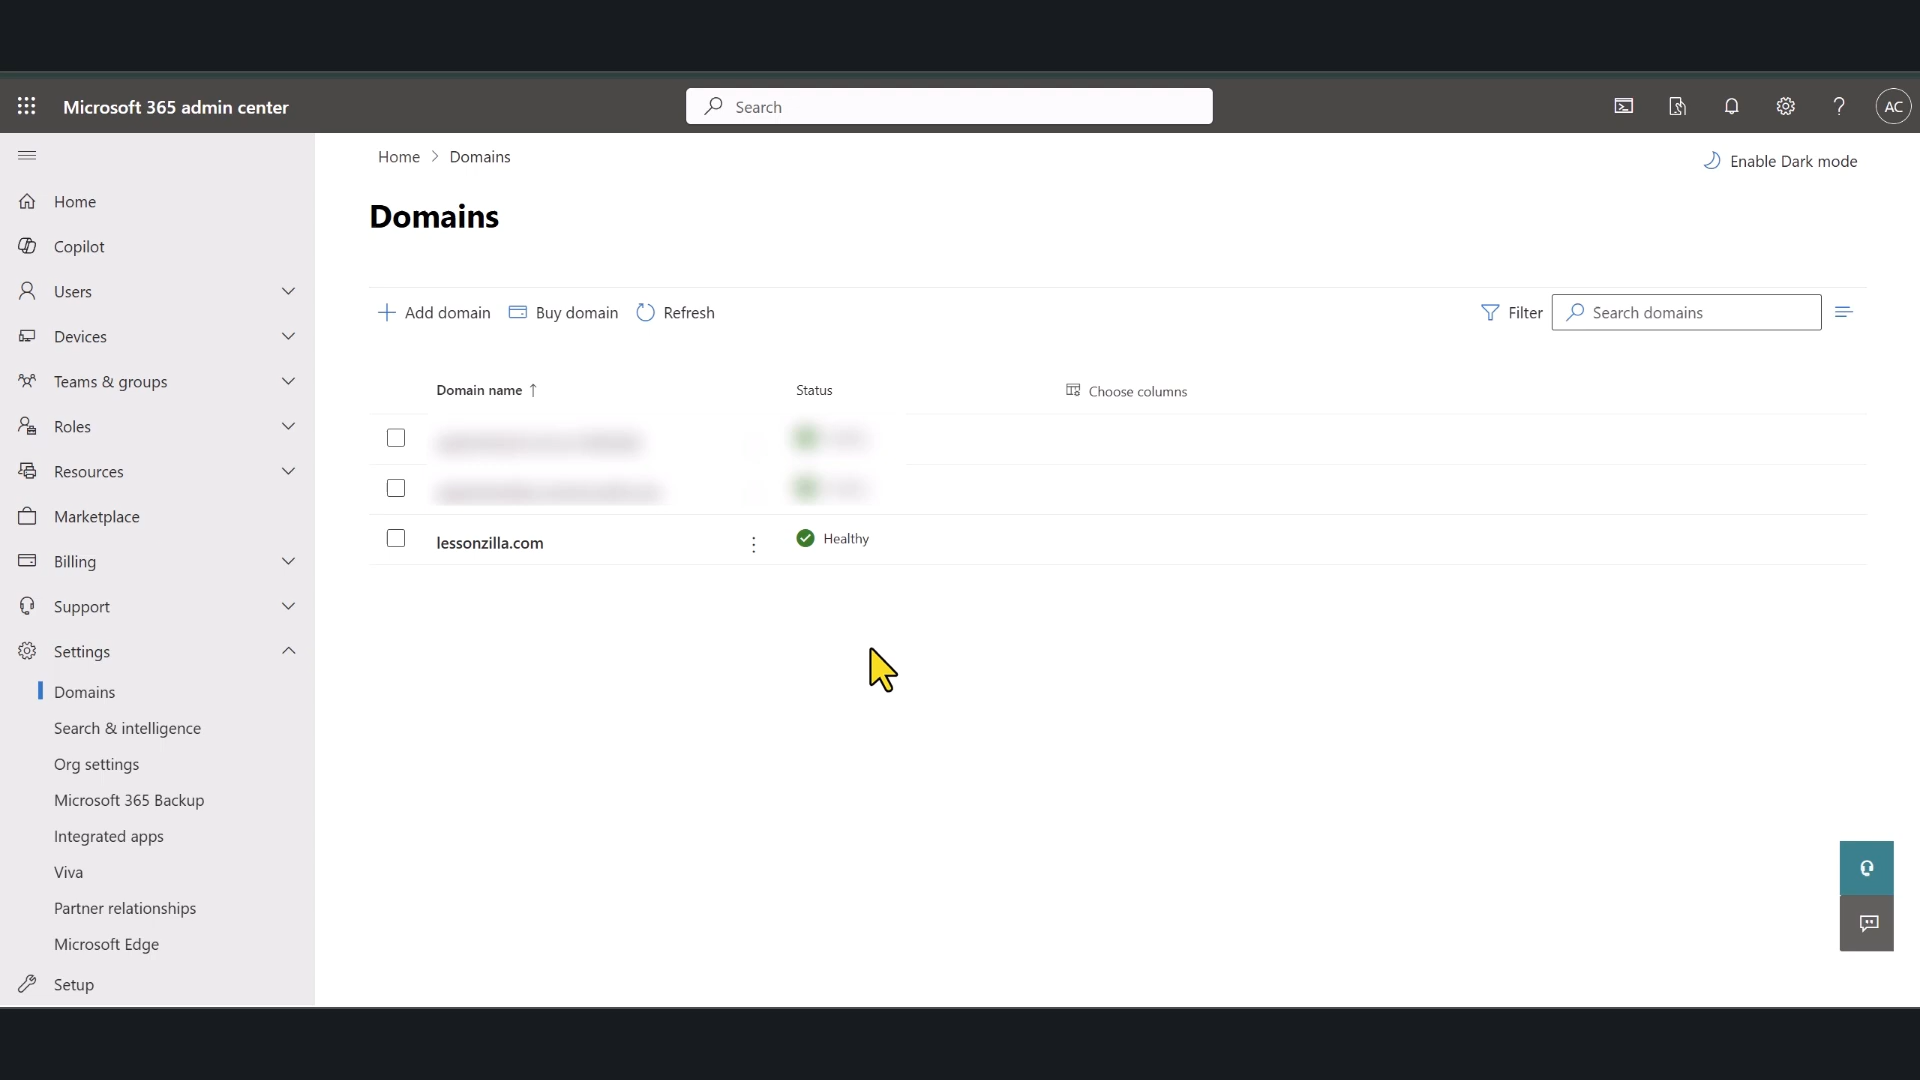 Microsoft 365 admin center
Search
AC
Home > Domains
Enable Dark mode
Domains
Home
Copilot
Users
Devices
Teams & groups
Roles
Resources
Marketplace
Billing
Support
Settings
Domains
Search & intelligence
Org settings
Microsoft 365 Backup
Integrated apps
Viva
Partner relationships
Microsoft Edge
Setup
Add domain
Buy domain
Refresh
Filter
Search domains
Domain name ↑
Status
Choose columns
lessonzilla.com
Healthy